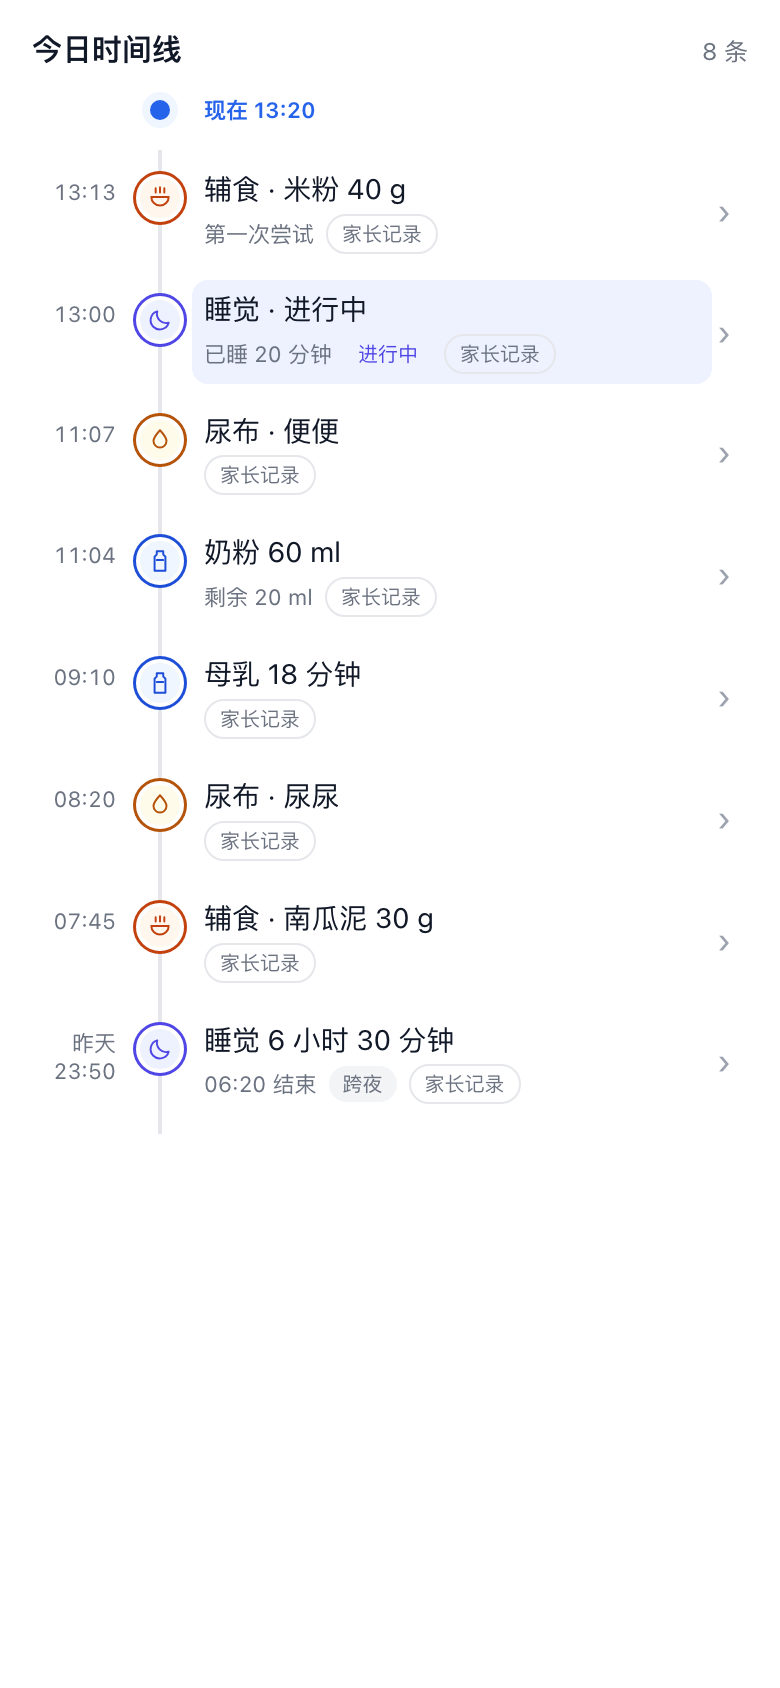 今日时间线
8 条
现在 13:20
13:13
辅食 · 米粉 40 g
第一次尝试 家长记录
13:00
睡觉 · 进行中
已睡 20 分钟 进行中 家长记录
11:07
尿布 · 便便
家长记录
11:04
奶粉 60 ml
剩余 20 ml 家长记录
09:10
母乳 18 分钟
家长记录
08:20
尿布 · 尿尿
家长记录
07:45
辅食 · 南瓜泥 30 g
家长记录
昨天
23:50
睡觉 6 小时 30 分钟
06:20 结束 跨夜 家长记录